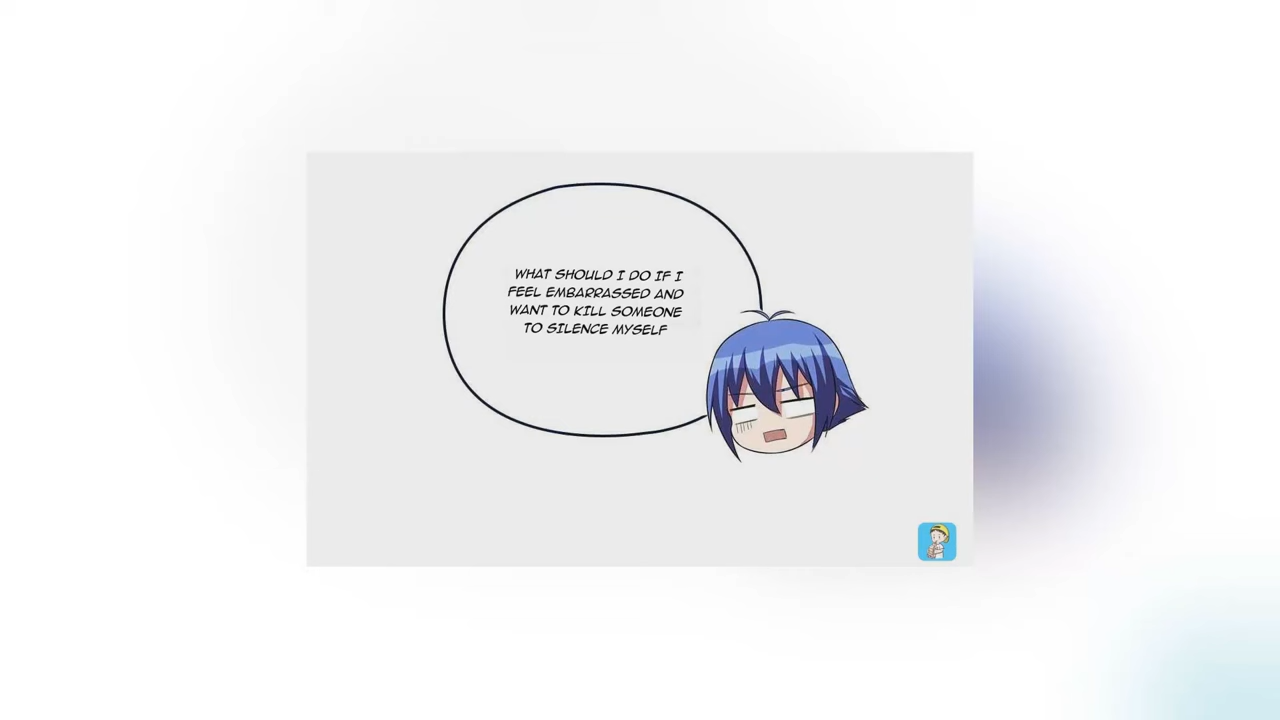 WHAT SHOULD I DO IF I
FEEL EMBARRASSED AND
WANT TO KILL SOMEONE
TO SILENCE MYSELF